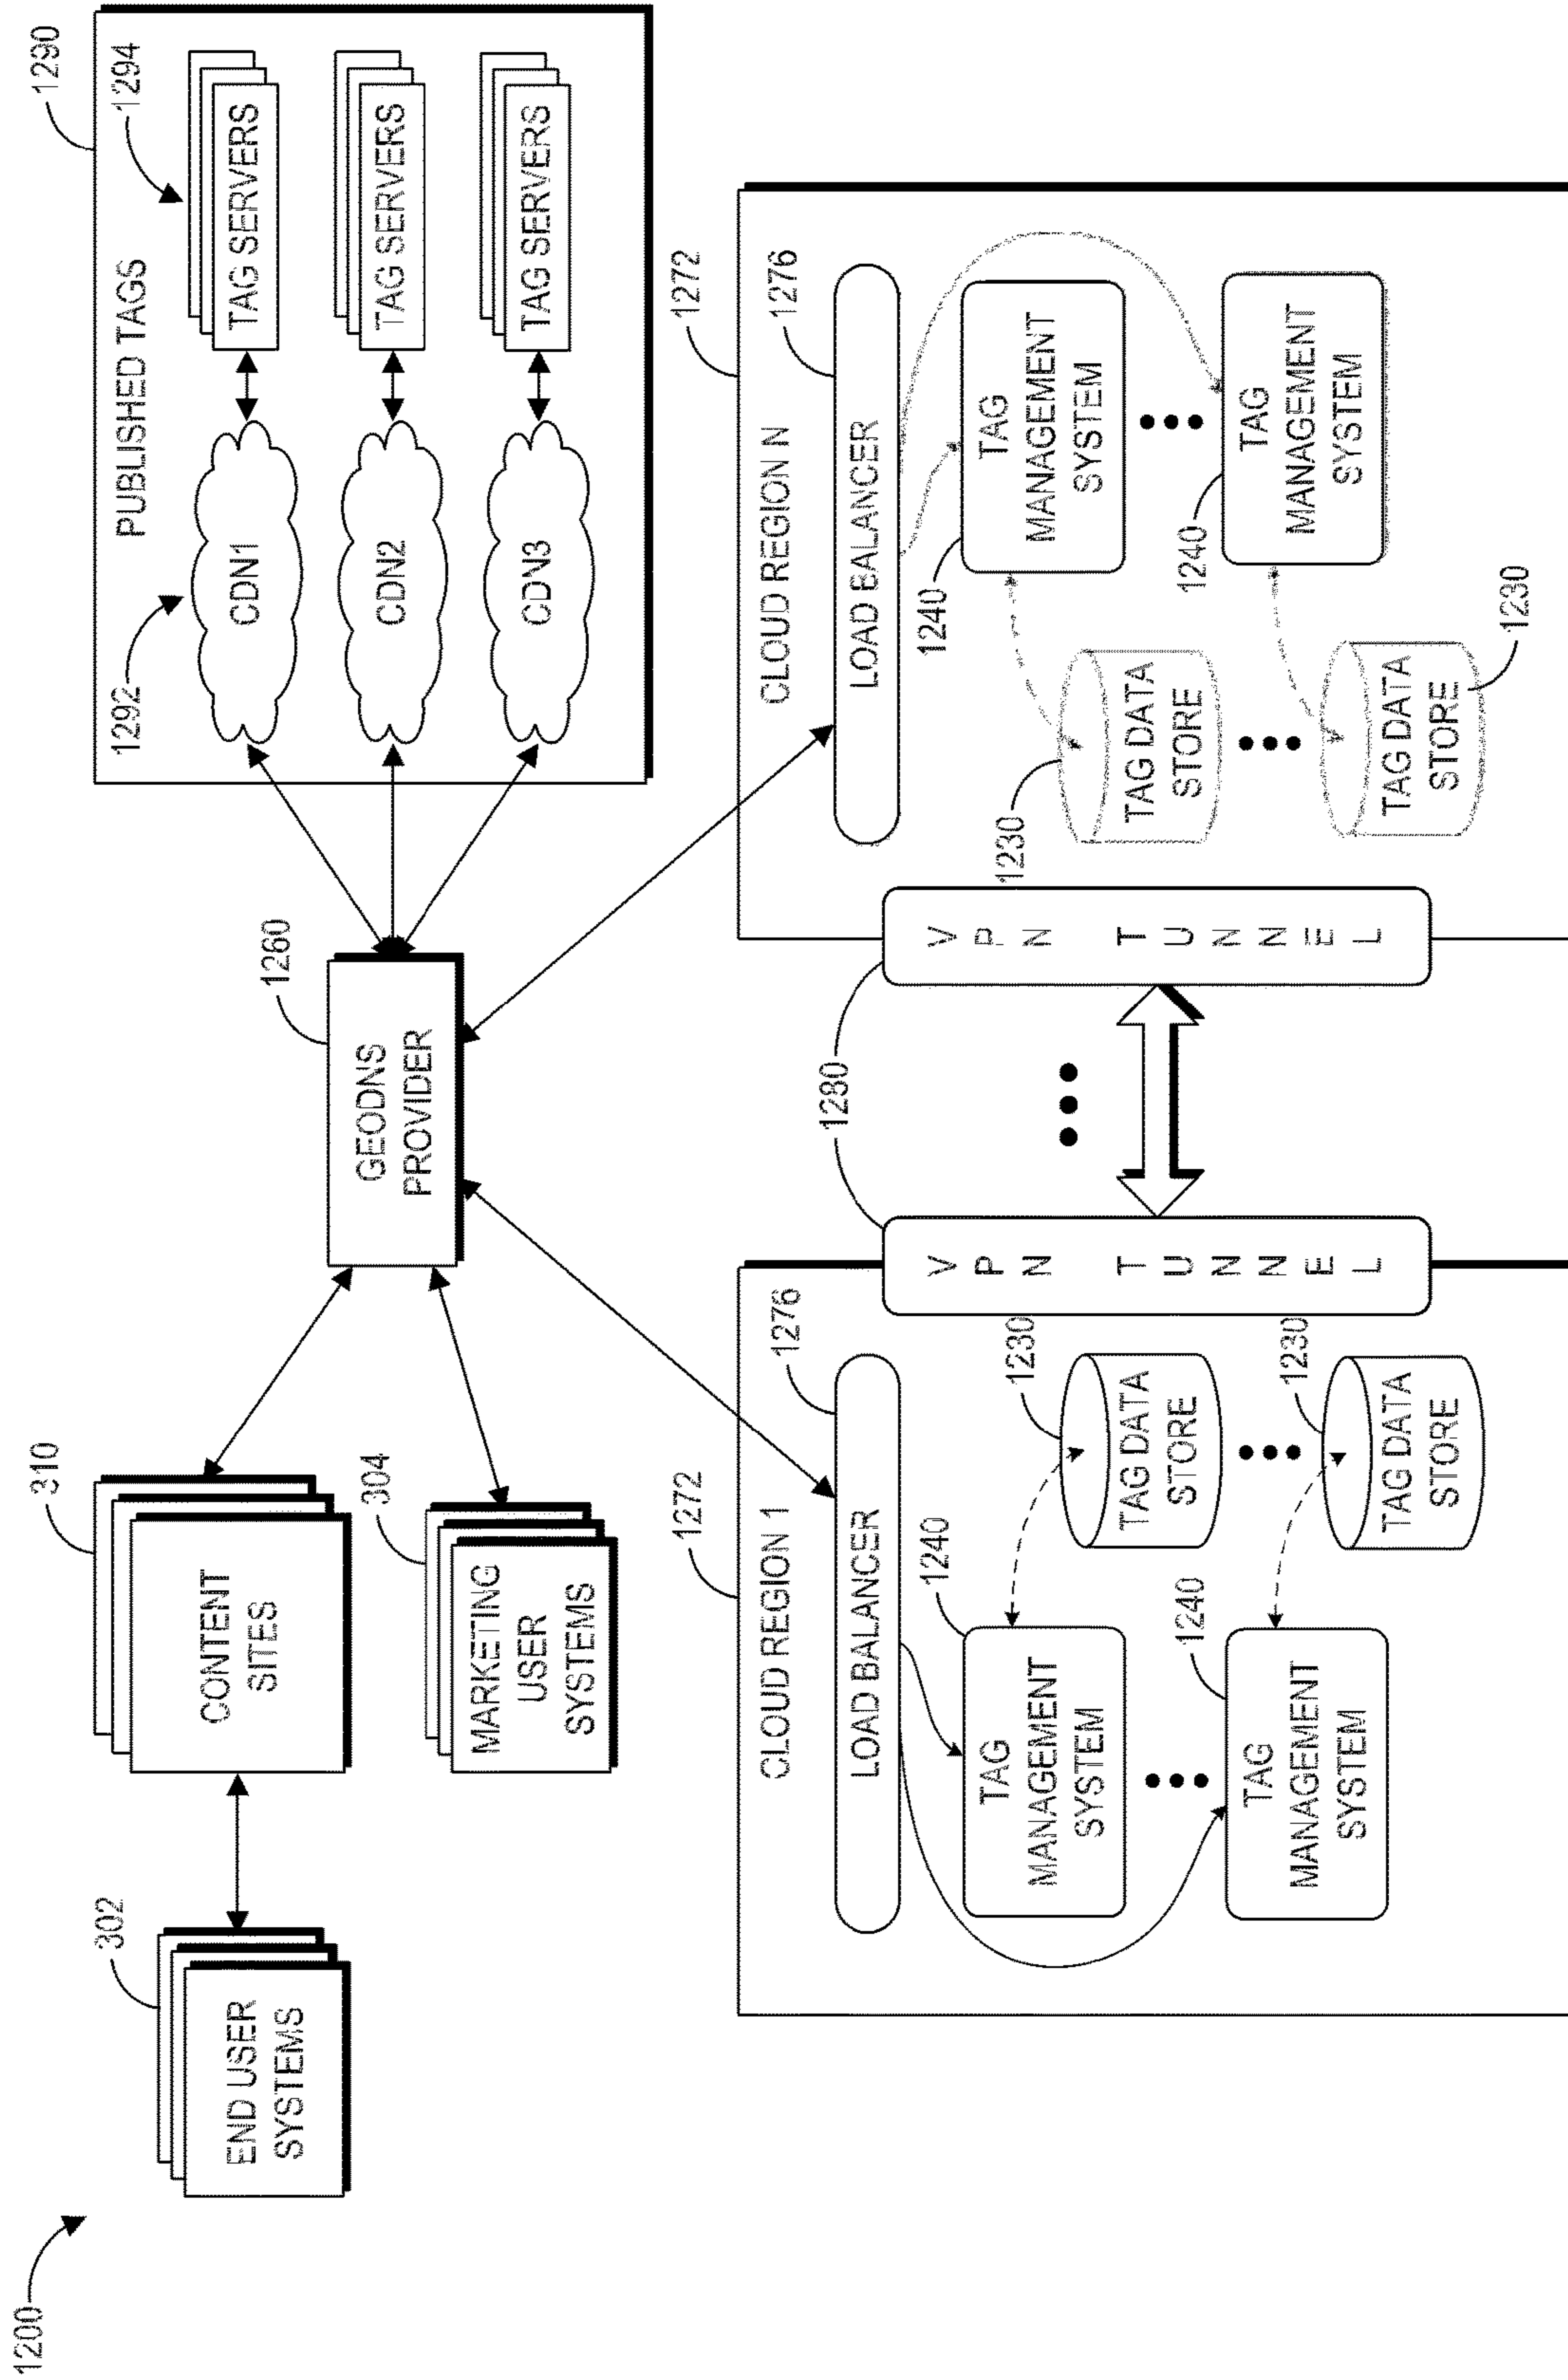 1200
302
END USER
SYSTEMS
310
CONTENT
SITES
304
MARKETING
USER
SYSTEMS
1260
GEODNS
PROVIDER
1290
PUBLISHED TAGS
1292
1294
CDN1
TAG SERVERS
CDN2
TAG SERVERS
CDN3
TAG SERVERS
1272
CLOUD REGION 1
1276
LOAD BALANCER
1240
TAG
MANAGEMENT
SYSTEM
1230
TAG DATA
STORE
1240
TAG
MANAGEMENT
SYSTEM
1230
TAG DATA
STORE
VPN TUNNEL
1280
VPN TUNNEL
1272
CLOUD REGION N
1276
LOAD BALANCER
1230
TAG DATA
STORE
1240
TAG
MANAGEMENT
SYSTEM
1230
TAG DATA
STORE
1240
TAG
MANAGEMENT
SYSTEM